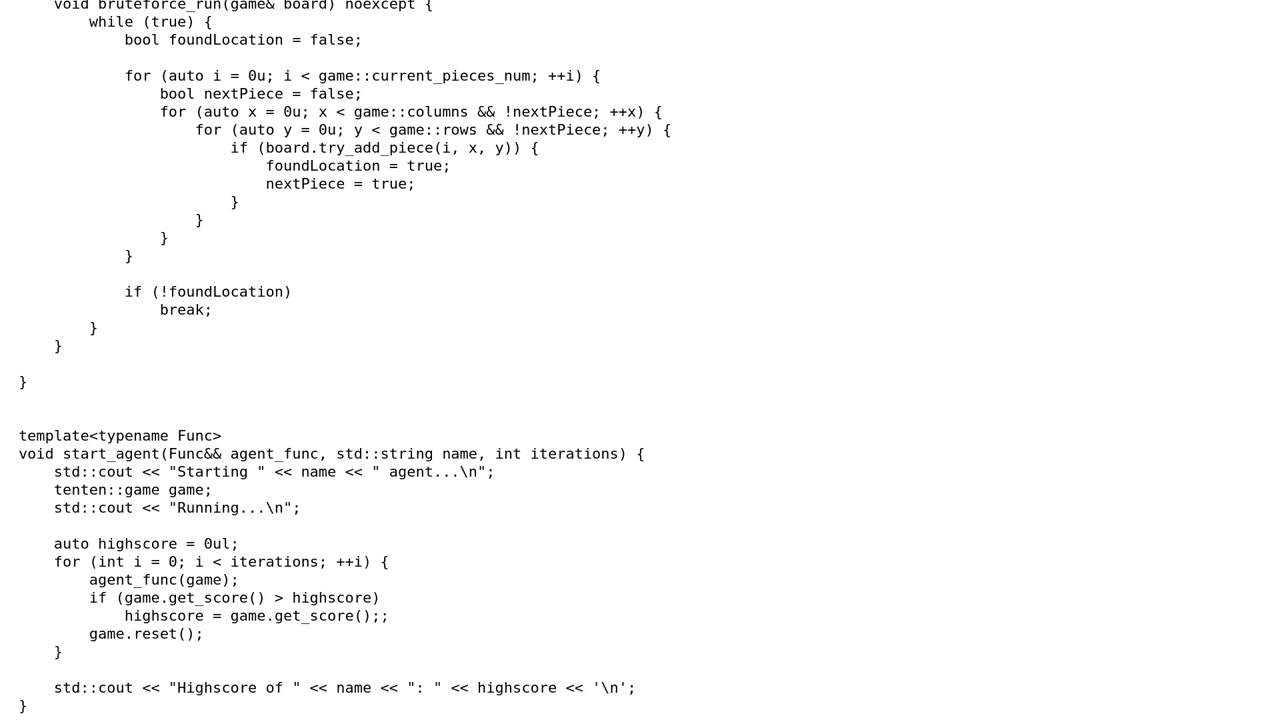 void bruteforce_run(game& board) noexcept {
        while (true) {
            bool foundLocation = false;

            for (auto i = 0u; i < game::current_pieces_num; ++i) {
                bool nextPiece = false;
                for (auto x = 0u; x < game::columns && !nextPiece; ++x) {
                    for (auto y = 0u; y < game::rows && !nextPiece; ++y) {
                        if (board.try_add_piece(i, x, y)) {
                            foundLocation = true;
                            nextPiece = true;
                        }
                    }
                }
            }

            if (!foundLocation)
                break;
        }
    }

}


template<typename Func>
void start_agent(Func&& agent_func, std::string name, int iterations) {
    std::cout << "Starting " << name << " agent...\n";
    tenten::game game;
    std::cout << "Running...\n";

    auto highscore = 0ul;
    for (int i = 0; i < iterations; ++i) {
        agent_func(game);
        if (game.get_score() > highscore)
            highscore = game.get_score();;
        game.reset();
    }

    std::cout << "Highscore of " << name << ": " << highscore << '\n';
}